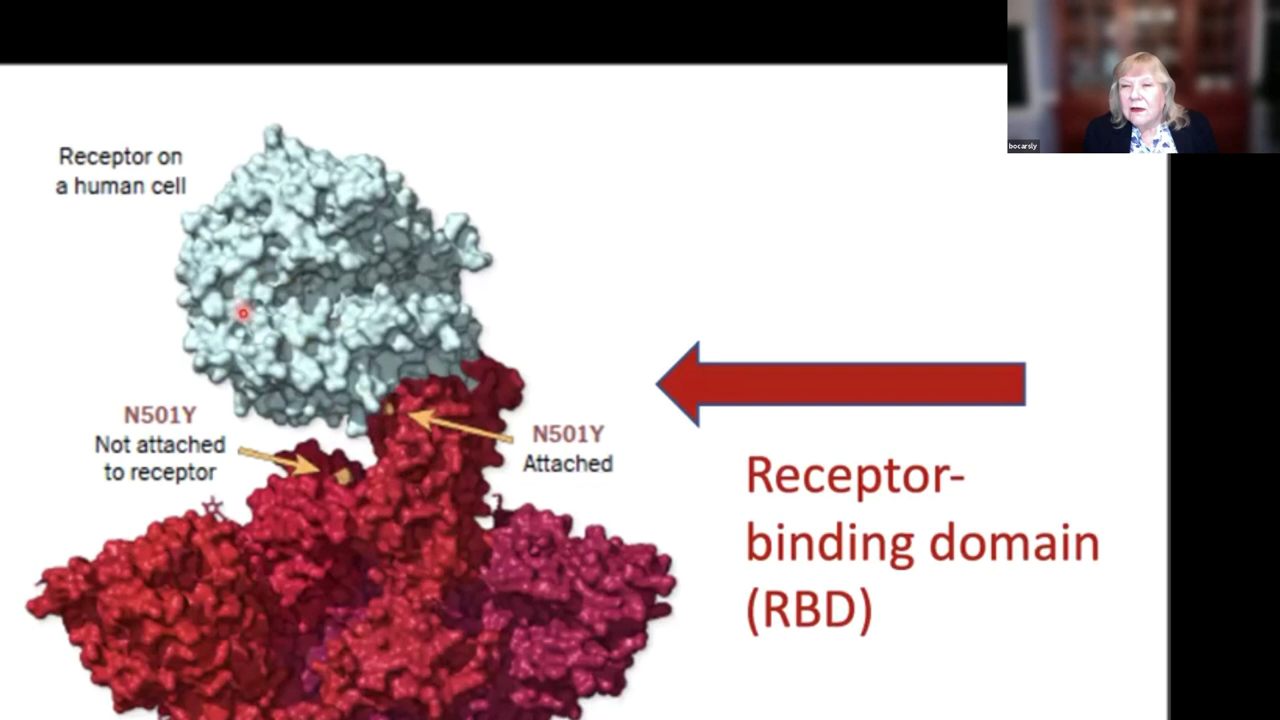 bocarsly
Receptor on
a human cell
N501Y
Not attached
to receptor
N501Y
Attached
Receptor-
binding domain
(RBD)